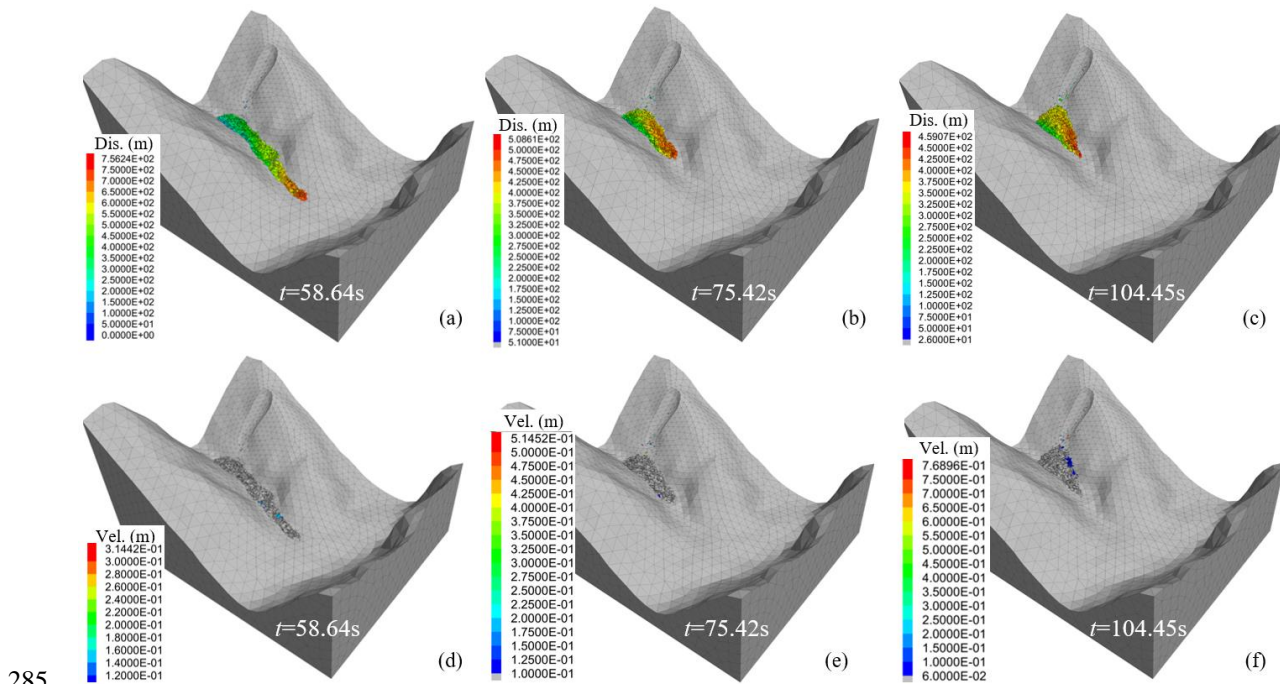 Dis. (m)
7.5624E+02
7.5000E+02
7.0000E+02
6.5000E+02
6.0000E+02
5.5000E+02
5.0000E+02
4.5000E+02
4.0000E+02
3.5000E+02
3.0000E+02
2.5000E+02
2.0000E+02
1.5000E+02
1.0000E+02
5.0000E+01
0.0000E+00
t=58.64s
(a)
Dis. (m)
5.0861E+02
5.0000E+02
4.7500E+02
4.5000E+02
4.2500E+02
4.0000E+02
3.7500E+02
3.5000E+02
3.2500E+02
3.0000E+02
2.7500E+02
2.5000E+02
2.2500E+02
2.0000E+02
1.7500E+02
1.5000E+02
1.2500E+02
1.0000E+02
7.5000E+01
5.1000E+01
t=75.42s
(b)
Dis. (m)
4.5907E+02
4.5000E+02
4.2500E+02
4.0000E+02
3.7500E+02
3.5000E+02
3.2500E+02
3.0000E+02
2.7500E+02
2.5000E+02
2.2500E+02
2.0000E+02
1.7500E+02
1.5000E+02
1.2500E+02
1.0000E+02
7.5000E+01
5.0000E+01
2.6000E+01
t=104.45s
(c)
Vel. (m)
3.1442E-01
3.0000E-01
2.8000E-01
2.6000E-01
2.4000E-01
2.2000E-01
2.0000E-01
1.8000E-01
1.6000E-01
1.4000E-01
1.2000E-01
t=58.64s
(d)
Vel. (m)
5.1452E-01
5.0000E-01
4.7500E-01
4.5000E-01
4.2500E-01
4.0000E-01
3.7500E-01
3.5000E-01
3.2500E-01
3.0000E-01
2.7500E-01
2.5000E-01
2.2500E-01
2.0000E-01
1.7500E-01
1.5000E-01
1.2500E-01
1.0000E-01
t=75.42s
(e)
Vel. (m)
7.6896E-01
7.5000E-01
7.0000E-01
6.5000E-01
6.0000E-01
5.5000E-01
5.0000E-01
4.5000E-01
4.0000E-01
3.5000E-01
3.0000E-01
2.5000E-01
2.0000E-01
1.5000E-01
1.0000E-01
6.0000E-02
t=104.45s
(f)
285